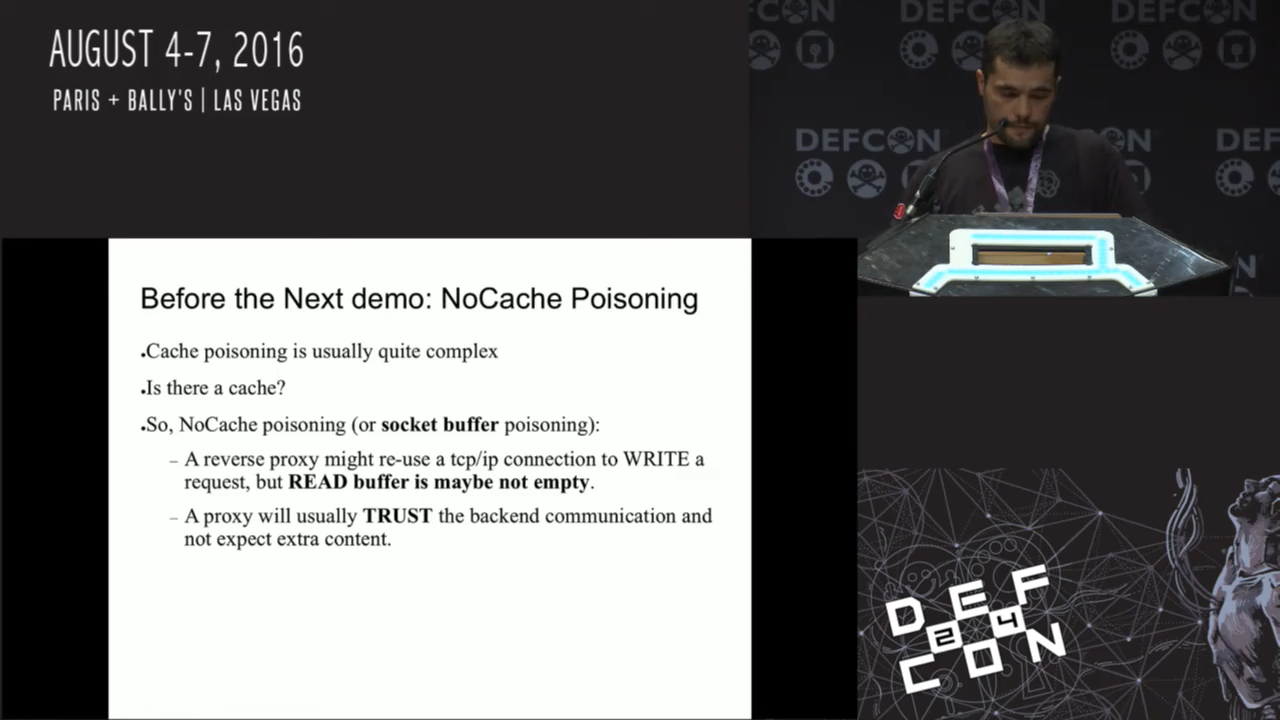 AUGUST 4-7, 2016
PARIS + BALLY'S | LAS VEGAS
DEFCON
DEFCON
DEFCON
DEFCON
Before the Next demo: NoCache Poisoning
.Cache poisoning is usually quite complex
.Is there a cache?
.So, NoCache poisoning (or socket buffer poisoning):
– A reverse proxy might re-use a tcp/ip connection to WRITE a
request, but READ buffer is maybe not empty.
– A proxy will usually TRUST the backend communication and
not expect extra content.
DEF
24
CON